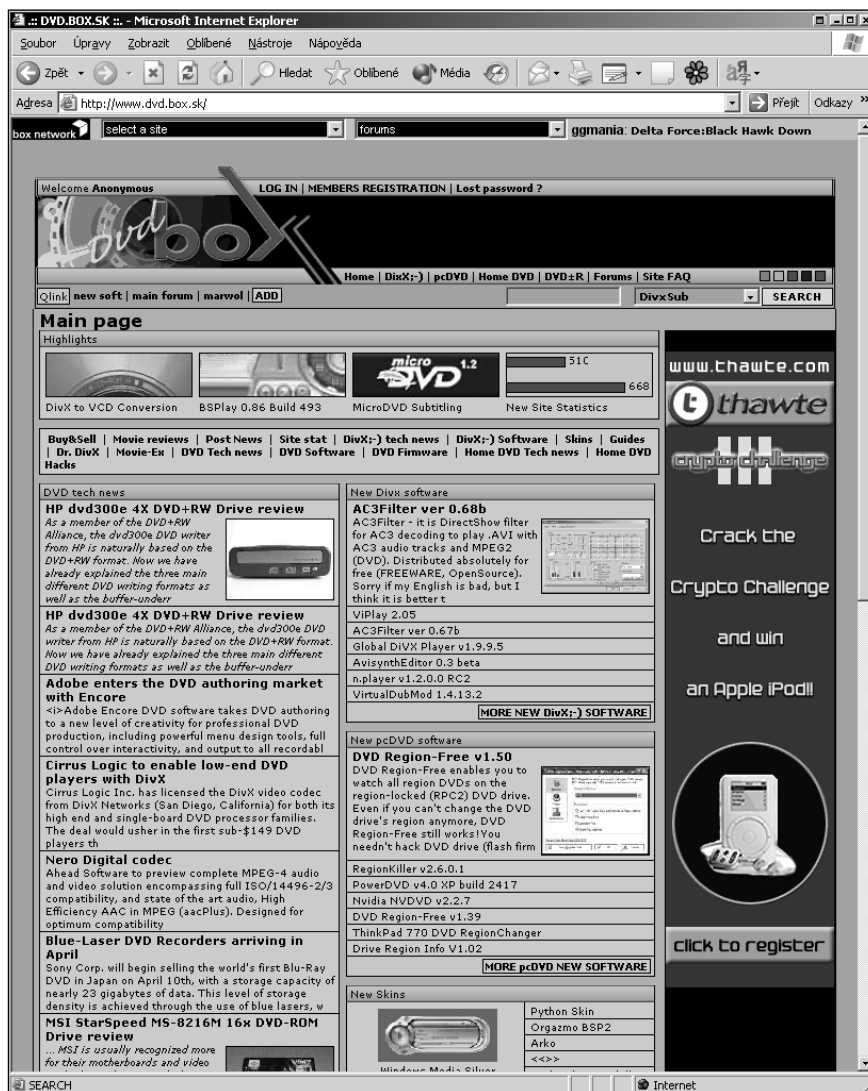 .:: DVD.BOX.SK ::. - Microsoft Internet Explorer
Soubor Úpravy Zobrazit Oblíbené Nástroje Nápověda
Zpět Hledat Oblíbené Média
Adresa http://www.dvd.box.sk/ Přejít Odkazy »
box network select a site forums ggmania: Delta Force:Black Hawk Down
Welcome Anonymous LOG IN | MEMBERS REGISTRATION | Lost password ?
Dvd box
Home | DixX;-) | pcDVD | Home DVD | DVD±R | Forums | Site FAQ
Qlink new soft | main forum | marwol | ADD DivxSub SEARCH
Main page
Highlights
micro DVD 1.2
51C
668
DivX to VCD Conversion BSPlay 0.86 Build 493 MicroDVD Subtitling New Site Statistics
Buy&Sell | Movie reviews | Post News | Site stat | DivX;-) tech news | DivX;-) Software | Skins | Guides
| Dr. DivX | Movie-Ex | DVD Tech news | DVD Software | DVD Firmware | Home DVD Tech news | Home DVD
Hacks
DVD tech news
HP dvd300e 4X DVD+RW Drive review
As a member of the DVD+RW
Alliance, the dvd300e DVD writer
from HP is naturally based on the
DVD+RW format. Now we have
already explained the three main
different DVD writing formats as
well as the buffer-under
HP dvd300e 4X DVD+RW Drive review
As a member of the DVD+RW Alliance, the dvd300e DVD
writer from HP is naturally based on the DVD+RW format.
Now we have already explained the three main different
DVD writing formats as well as the buffer-underr
Adobe enters the DVD authoring market
with Encore
<i>Adobe Encore DVD software takes DVD authoring
to a new level of creativity for professional DVD
production, including powerful menu design tools, full
control over interactivity, and output to all recordabl
Cirrus Logic to enable low-end DVD
players with DivX
Cirrus Logic Inc. has licensed the DivX video codec
from DivX Networks (San Diego, California) for both its
high end and single-board DVD processor families.
The deal would usher in the first sub-$149 DVD
players th
Nero Digital codec
Ahead Software to preview complete MPEG-4 audio
and video solution encompassing full ISO/14496-2/3
compatibility, and state of the art audio, High
Efficiency AAC in MPEG (aacPlus). Designed for
optimum compatibility
Blue-Laser DVD Recorders arriving in
April
Sony Corp. will begin selling the world's first Blu-Ray
DVD in Japan on April 10th, with a storage capacity of
nearly 23 gigabytes of data. This level of storage
density is achieved through the use of blue lasers, w
MSI StarSpeed MS-8216M 16x DVD-ROM
Drive review
... MSI is usually recognized more
for their motherboards and video
New Divx software
AC3Filter ver 0.68b
AC3Filter - it is DirectShow filter
for AC3 decoding to play .AVI with
AC3 audio tracks and MPEG2
(DVD). Distributed absolutely for
free (FREEWARE, OpenSource).
Sorry if my English is bad, but I
think it is better t
ViPlay 2.05
AC3Filter ver 0.67b
Global DiVX Player v1.9.9.5
AvisynthEditor 0.3 beta
n.player v1.2.0.0 RC2
VirtualDubMod 1.4.13.2
MORE NEW DivX;-) SOFTWARE
New pcDVD software
DVD Region-Free v1.50
DVD Region-Free enables you to
watch all region DVDs on the
region-locked (RPC2) DVD drive.
Even if you can't change the DVD
drive's region anymore, DVD
Region-Free still works!You
needn't hack DVD drive (flash firm
RegionKiller v2.6.0.1
PowerDVD v4.0 XP build 2417
Nvidia NVDVD v2.2.7
DVD Region-Free v1.39
ThinkPad 770 DVD RegionChanger
Drive Region Info V1.02
MORE pcDVD NEW SOFTWARE
New Skins
Windows Media Silver
Python Skin
Orgazmo BSP2
Arko
<<>>
www.thawte.com
thawte
crypto challenge
Crack the
Crypto Challenge
and win
an Apple iPod!!
click to register
SEARCH Internet